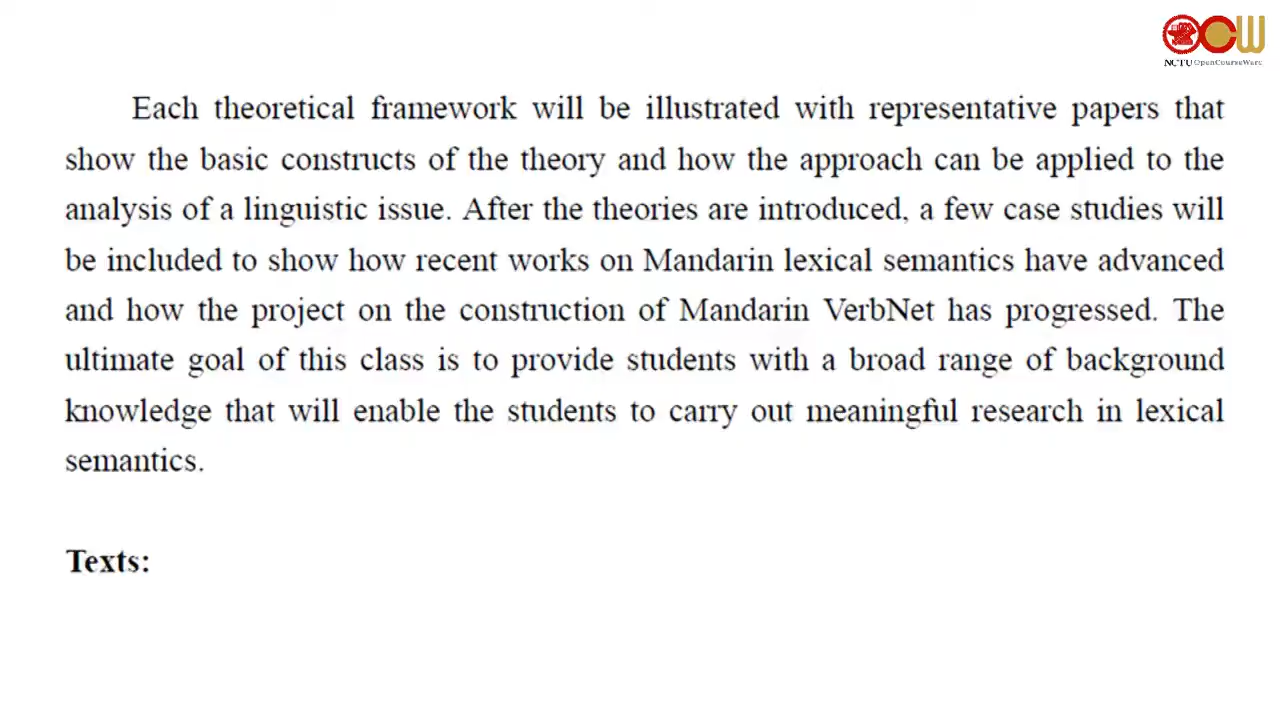 NCTU OpenCourseWare
Each theoretical framework will be illustrated with representative papers that
show the basic constructs of the theory and how the approach can be applied to the
analysis of a linguistic issue. After the theories are introduced, a few case studies will
be included to show how recent works on Mandarin lexical semantics have advanced
and how the project on the construction of Mandarin VerbNet has progressed. The
ultimate goal of this class is to provide students with a broad range of background
knowledge that will enable the students to carry out meaningful research in lexical
semantics.
Texts: